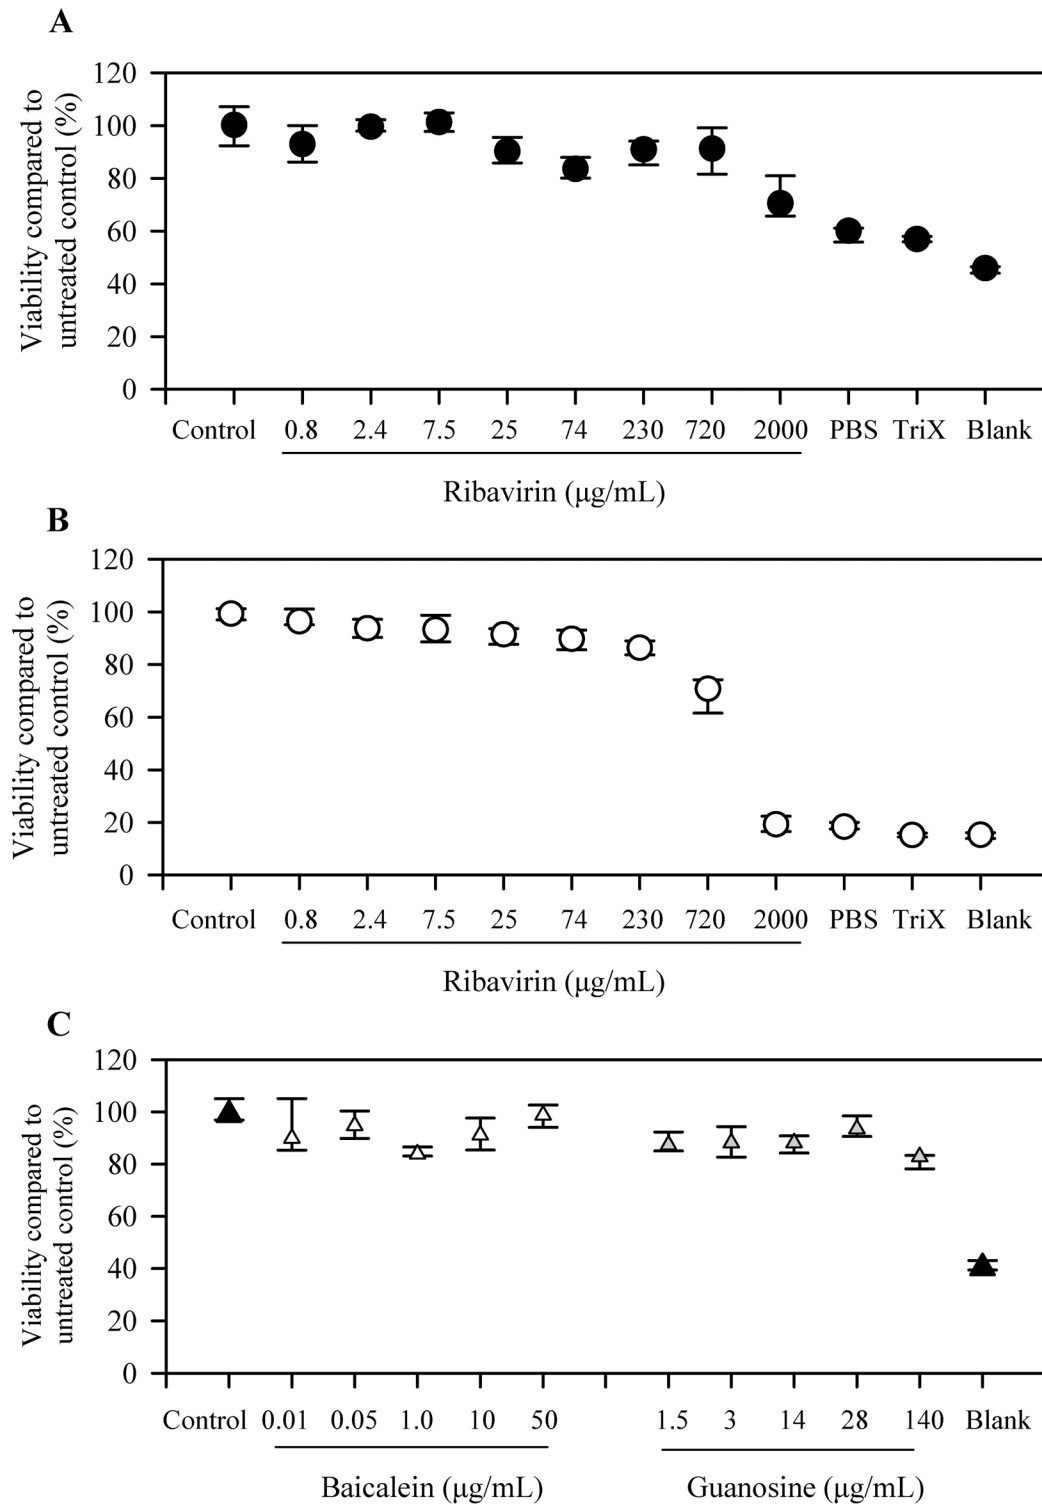 A
Viability compared to
untreated control (%)
120
100
80
60
40
20
0
Control 0.8 2.4 7.5 25 74 230 720 2000 PBS TriX Blank
Ribavirin (μg/mL)
B
Viability compared to
untreated control (%)
120
100
80
60
40
20
0
Control 0.8 2.4 7.5 25 74 230 720 2000 PBS TriX Blank
Ribavirin (μg/mL)
C
Viability compared to
untreated control (%)
120
100
80
60
40
20
0
Control 0.01 0.05 1.0 10 50 1.5 3 14 28 140 Blank
Baicalein (μg/mL) Guanosine (μg/mL)